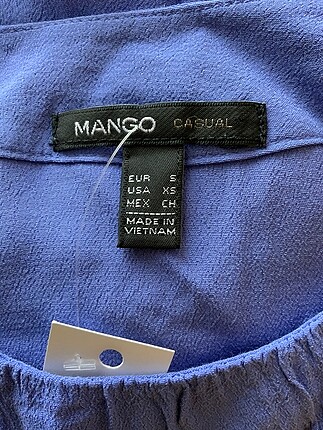 MANGO CASUAL
EUR S
USA XS
MEX CH
MADE IN
VIETNAM